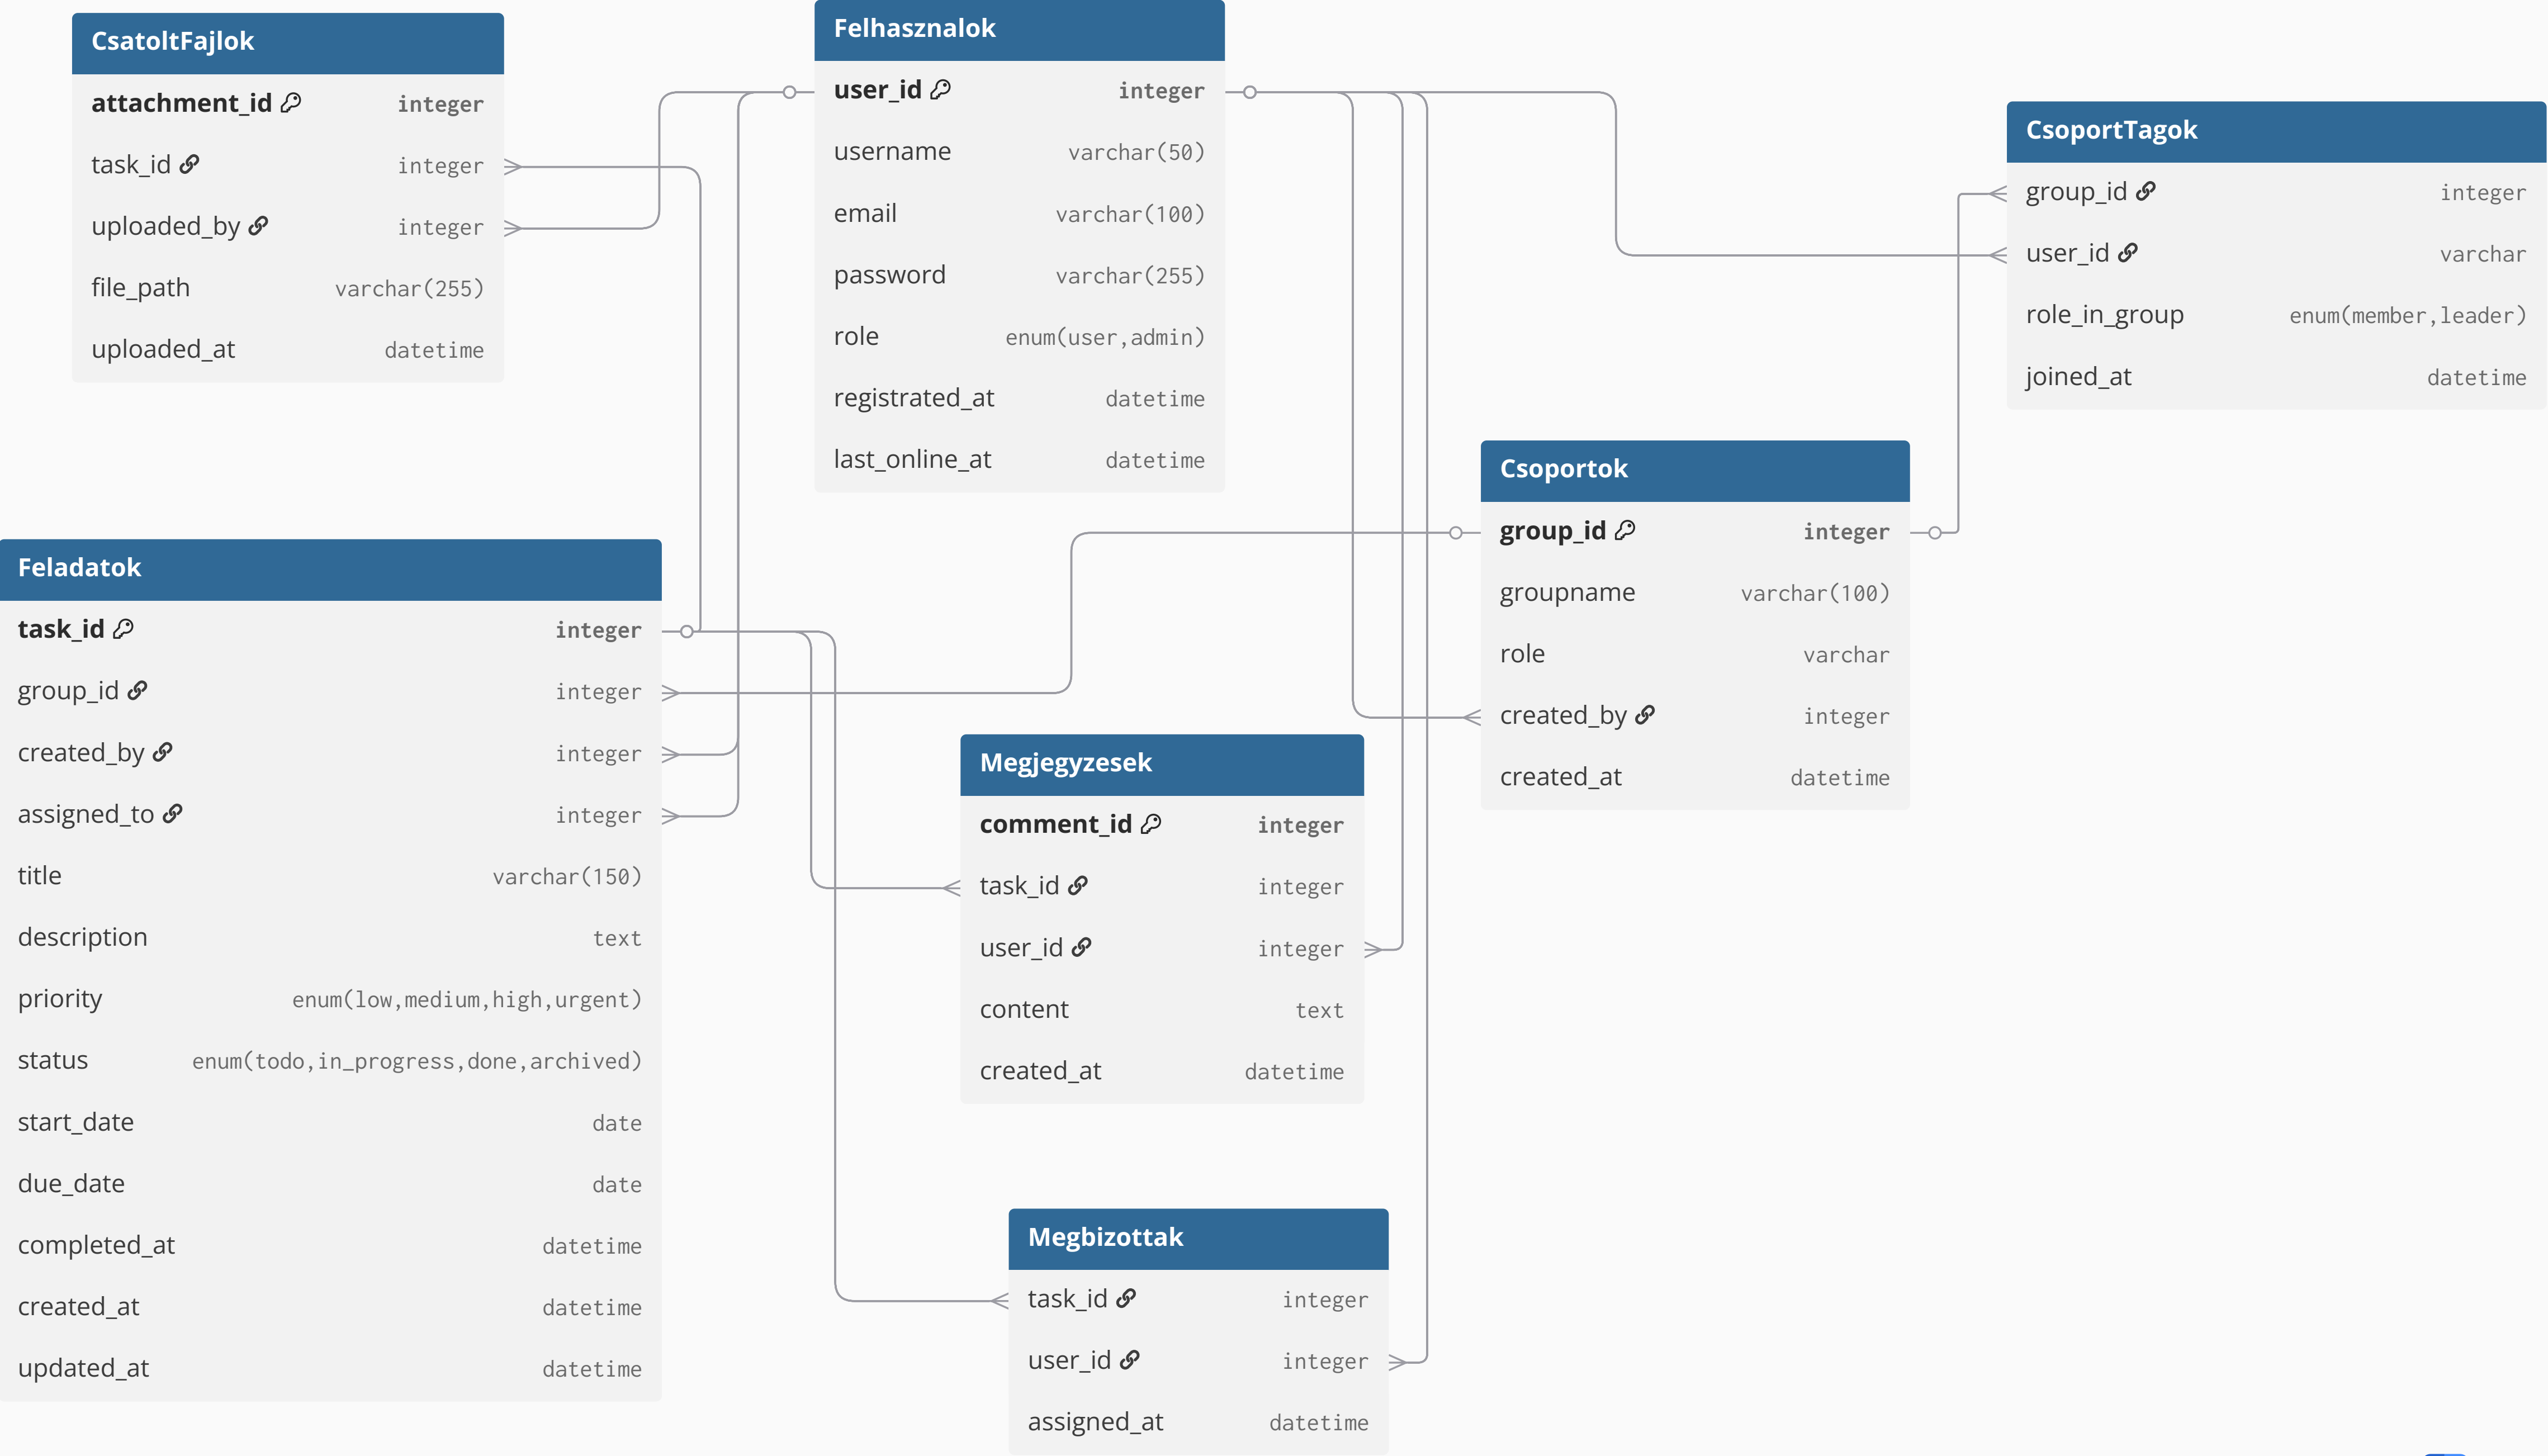 CsatoltFajlok
attachment_id integer
task_id integer
uploaded_by integer
file_path varchar(255)
uploaded_at datetime
Felhasznalok
user_id integer
username varchar(50)
email varchar(100)
password varchar(255)
role enum(user,admin)
registrated_at datetime
last_online_at datetime
CsoportTagok
group_id integer
user_id varchar
role_in_group enum(member,leader)
joined_at datetime
Csoportok
group_id integer
groupname varchar(100)
role varchar
created_by integer
created_at datetime
Feladatok
task_id integer
group_id integer
created_by integer
assigned_to integer
title varchar(150)
description text
priority enum(low,medium,high,urgent)
status enum(todo,in_progress,done,archived)
start_date date
due_date date
completed_at datetime
created_at datetime
updated_at datetime
Megjegyzesek
comment_id integer
task_id integer
user_id integer
content text
created_at datetime
Megbizottak
task_id integer
user_id integer
assigned_at datetime